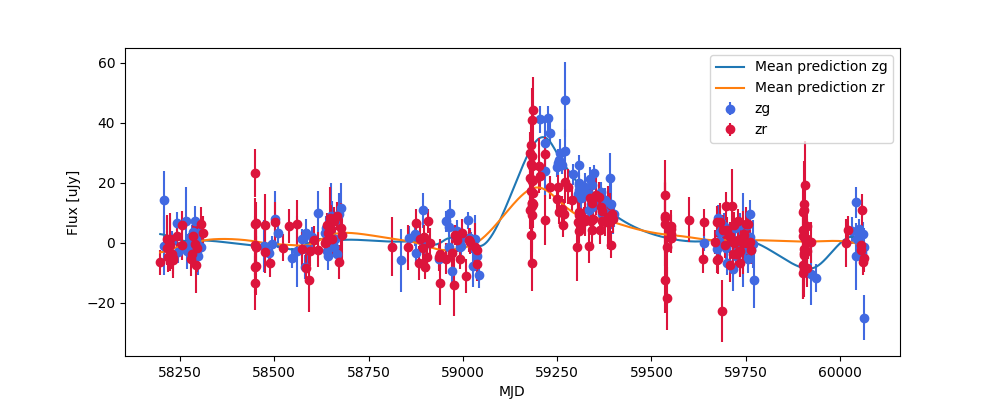 60
40
20
0
−20
Flux [uJy]
58250 58500 58750 59000 59250 59500 59750 60000
MJD
Mean prediction zg
Mean prediction zr
zg
zr